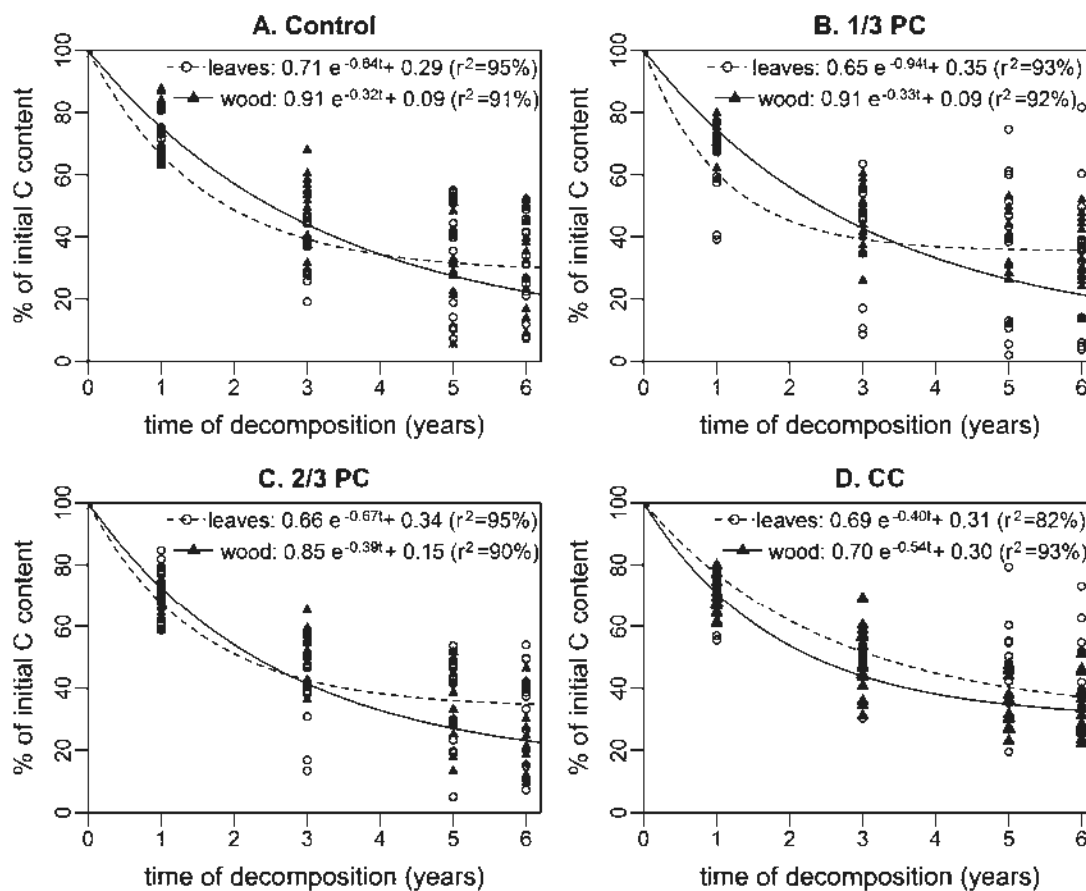 A. Control
leaves: 0.71 e^-0.64t + 0.29 (r²=95%)
wood: 0.91 e^-0.32t + 0.09 (r²=91%)
100
80
60
40
20
0
% of initial C content
0 1 2 3 4 5 6
time of decomposition (years)
B. 1/3 PC
leaves: 0.65 e^-0.94t + 0.35 (r²=93%)
wood: 0.91 e^-0.33t + 0.09 (r²=92%)
100
80
60
40
20
0
% of initial C content
0 1 2 3 4 5 6
time of decomposition (years)
C. 2/3 PC
leaves: 0.66 e^-0.67t + 0.34 (r²=95%)
wood: 0.85 e^-0.39t + 0.15 (r²=90%)
100
80
60
40
20
0
% of initial C content
0 1 2 3 4 5 6
time of decomposition (years)
D. CC
leaves: 0.69 e^-0.40t + 0.31 (r²=82%)
wood: 0.70 e^-0.54t + 0.30 (r²=93%)
100
80
60
40
20
0
% of initial C content
0 1 2 3 4 5 6
time of decomposition (years)